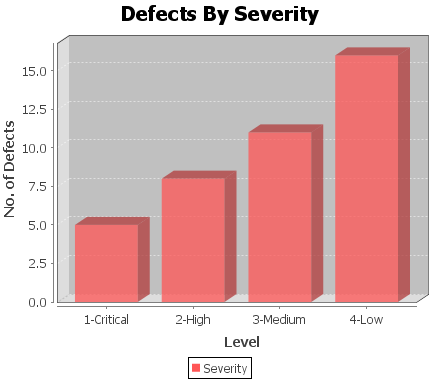 Defects By Severity
No. of Defects
15.0
12.5
10.0
7.5
5.0
2.5
0.0
1-Critical 2-High 3-Medium 4-Low
Level
Severity